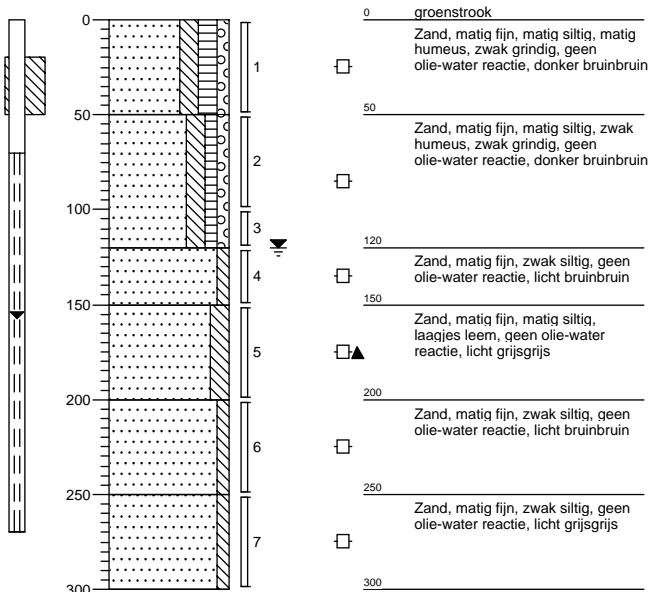 0
50
100
150
200
250
300
1
2
3
4
5
6
7
0 groenstrook
Zand, matig fijn, matig siltig, matig
humeus, zwak grindig, geen
olie-water reactie, donker bruinbruin
50
Zand, matig fijn, matig siltig, zwak
humeus, zwak grindig, geen
olie-water reactie, donker bruinbruin
120
Zand, matig fijn, zwak siltig, geen
olie-water reactie, licht bruinbruin
150
Zand, matig fijn, matig siltig,
laagjes leem, geen olie-water
reactie, licht grijsgrijs
200
Zand, matig fijn, zwak siltig, geen
olie-water reactie, licht bruinbruin
250
Zand, matig fijn, zwak siltig, geen
olie-water reactie, licht grijsgrijs
300